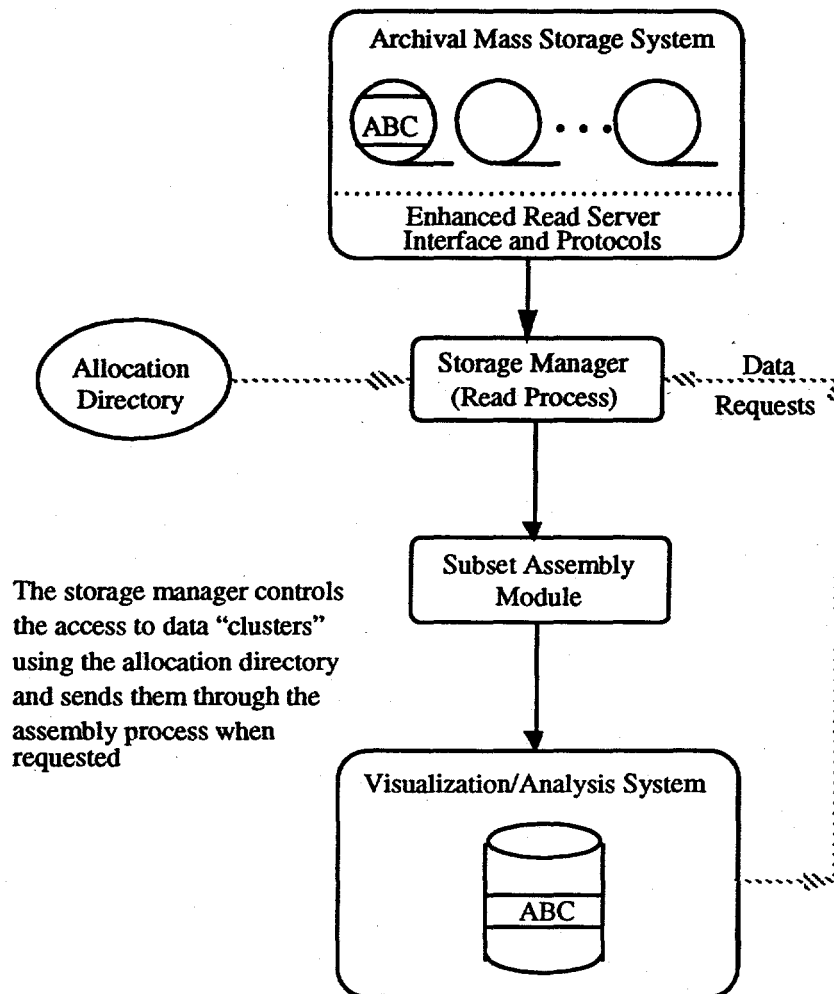 Archival Mass Storage System
ABC
Enhanced Read Server
Interface and Protocols
Allocation
Directory
Storage Manager
(Read Process)
Data
Requests
Subset Assembly
Module
The storage manager controls
the access to data “clusters”
using the allocation directory
and sends them through the
assembly process when
requested
Visualization/Analysis System
ABC